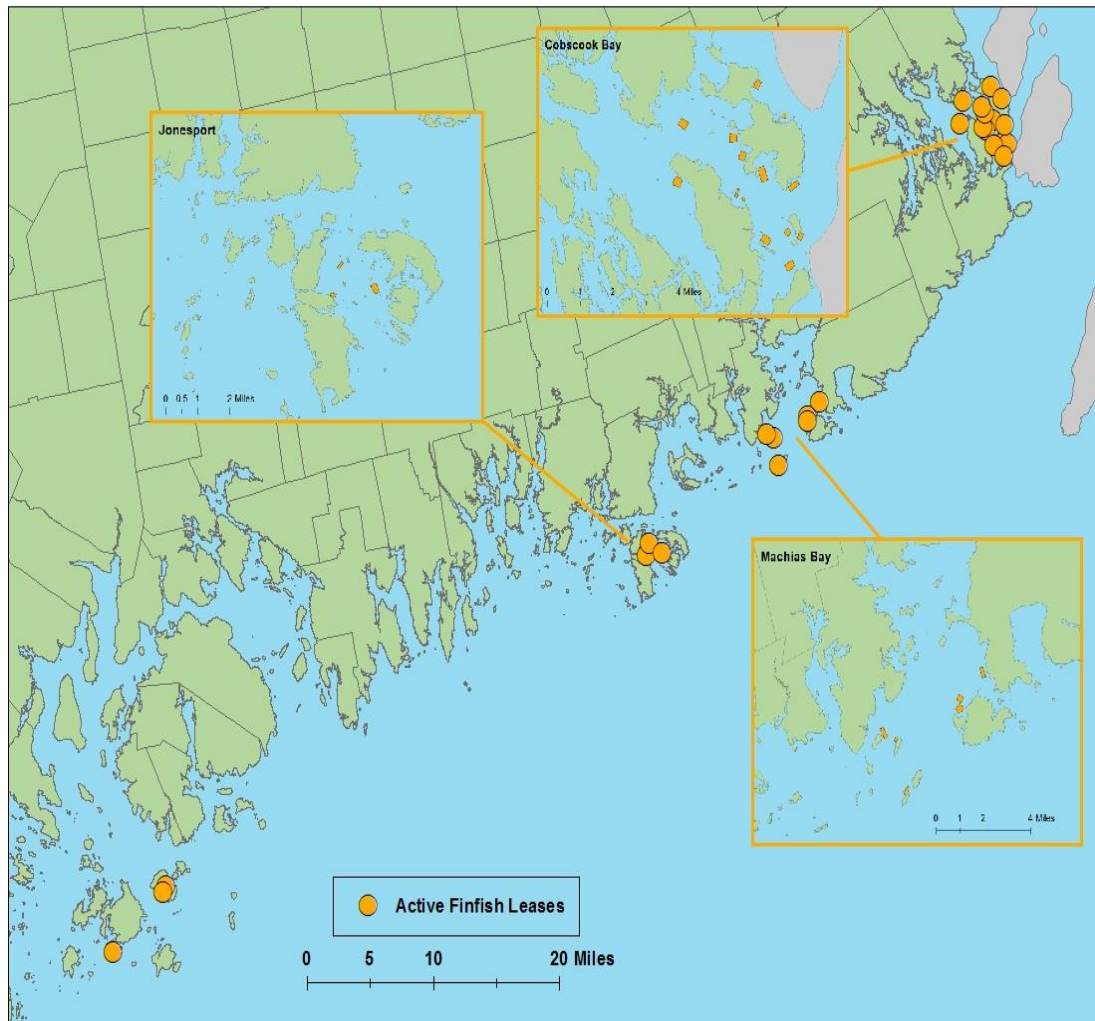 Cobscook Bay
0 1 2 4 Miles
Jonesport
0 0.5 1 2 Miles
Machias Bay
0 1 2 4 Miles
Active Finfish Leases
0 5 10 20 Miles